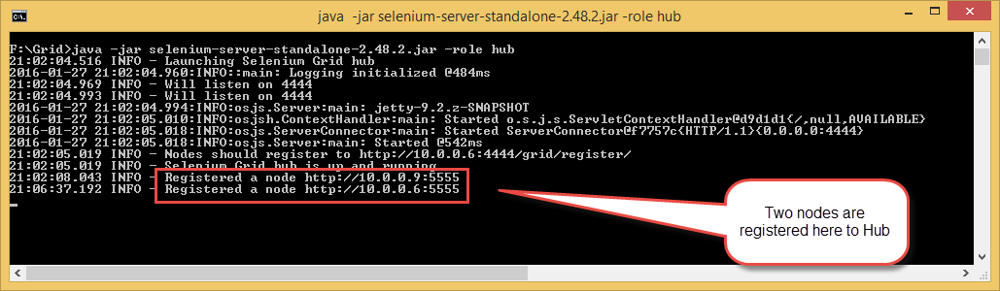 java -jar selenium-server-standalone-2.48.2.jar -role hub
F:\Grid>java -jar selenium-server-standalone-2.48.2.jar -role hub
21:02:04.516 INFO - Launching Selenium Grid hub
2016-01-27 21:02:04.960:INFO::main: Logging initialized @484ms
21:02:04.969 INFO - Will listen on 4444
21:02:04.993 INFO - Will listen on 4444
2016-01-27 21:02:04.994:INFO:osjs.Server:main: jetty-9.2.z-SNAPSHOT
2016-01-27 21:02:05.010:INFO:osjsh.ContextHandler:main: Started o.s.j.s.ServletContextHandler@d9d1d1{/,null,AVAILABLE}
2016-01-27 21:02:05.018:INFO:osjs.ServerConnector:main: Started ServerConnector@f7757c{HTTP/1.1}{0.0.0.0:4444}
2016-01-27 21:02:05.018:INFO:osjs.Server:main: Started @542ms
21:02:05.019 INFO - Nodes should register to http://10.0.0.6:4444/grid/register/
21:02:05.019 INFO - Selenium Grid hub is up and running
21:02:08.043 INFO - Registered a node http://10.0.0.9:5555
21:06:37.192 INFO - Registered a node http://10.0.0.6:5555
Two nodes are
registered here to Hub